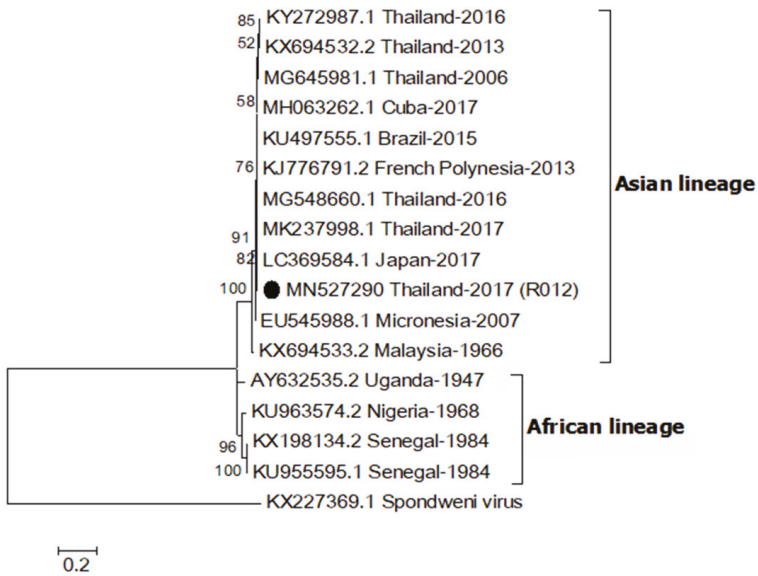 85
KY272987.1 Thailand-2016
52
KX694532.2 Thailand-2013
MG645981.1 Thailand-2006
58
MH063262.1 Cuba-2017
KU497555.1 Brazil-2015
76
KJ776791.2 French Polynesia-2013
Asian lineage
MG548660.1 Thailand-2016
91
MK237998.1 Thailand-2017
82
LC369584.1 Japan-2017
100
MN527290 Thailand-2017 (R012)
EU545988.1 Micronesia-2007
KX694533.2 Malaysia-1966
AY632535.2 Uganda-1947
KU963574.2 Nigeria-1968
African lineage
96
KX198134.2 Senegal-1984
100
KU955595.1 Senegal-1984
KX227369.1 Spondweni virus
0.2